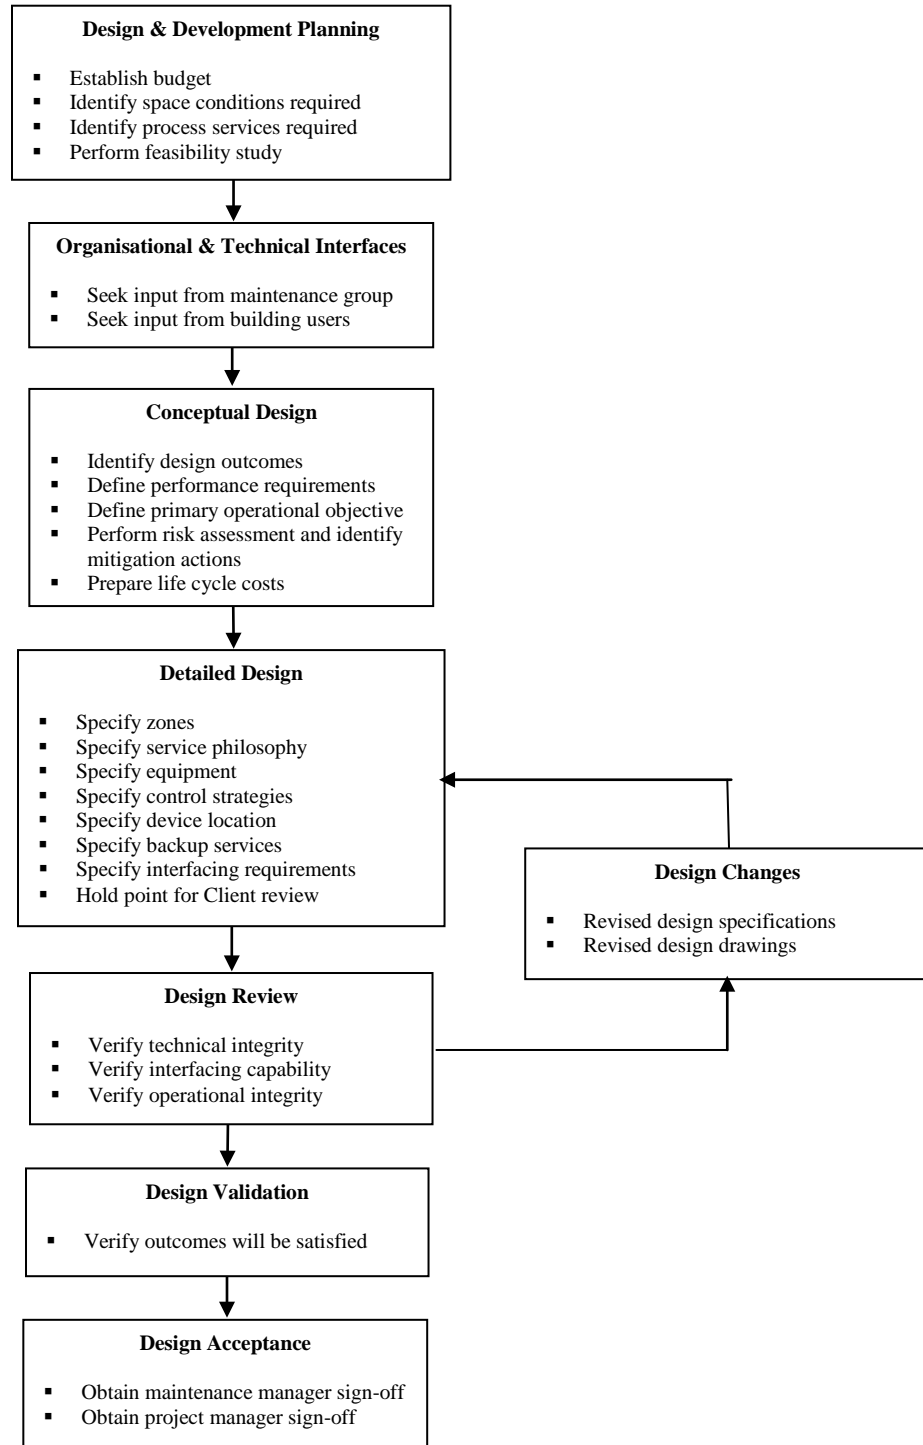 Design & Development Planning
▪ Establish budget
▪ Identify space conditions required
▪ Identify process services required
▪ Perform feasibility study
Organisational & Technical Interfaces
▪ Seek input from maintenance group
▪ Seek input from building users
Conceptual Design
▪ Identify design outcomes
▪ Define performance requirements
▪ Define primary operational objective
▪ Perform risk assessment and identify
mitigation actions
▪ Prepare life cycle costs
Detailed Design
▪ Specify zones
▪ Specify service philosophy
▪ Specify equipment
▪ Specify control strategies
▪ Specify device location
▪ Specify backup services
▪ Specify interfacing requirements
▪ Hold point for Client review
Design Changes
▪ Revised design specifications
▪ Revised design drawings
Design Review
▪ Verify technical integrity
▪ Verify interfacing capability
▪ Verify operational integrity
Design Validation
▪ Verify outcomes will be satisfied
Design Acceptance
▪ Obtain maintenance manager sign-off
▪ Obtain project manager sign-off